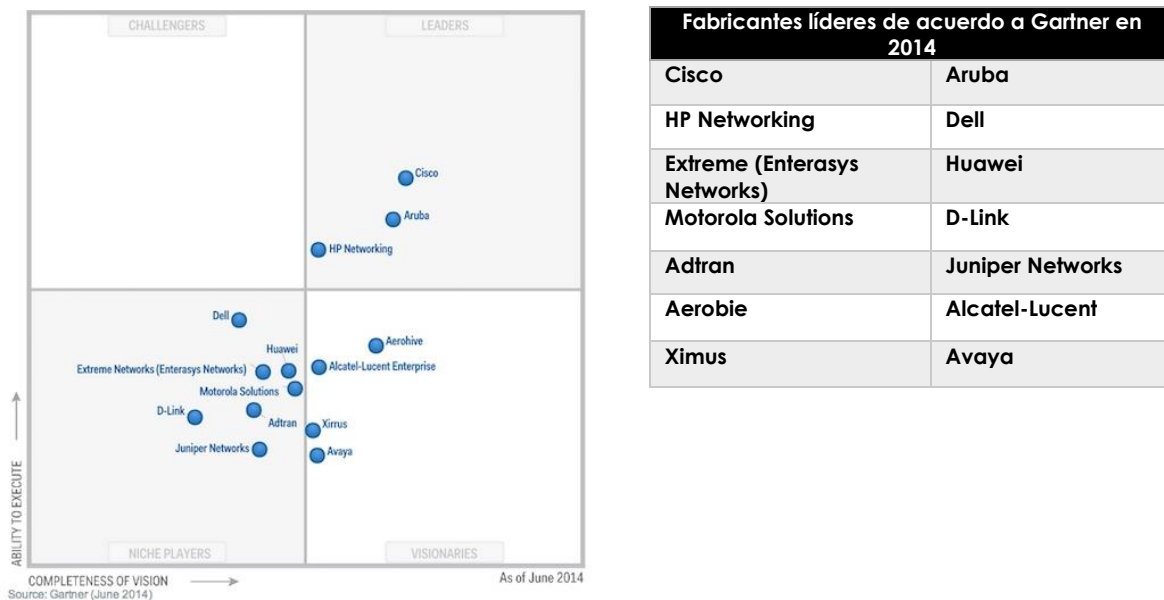 CHALLENGERS
LEADERS
Cisco
Aruba
HP Networking
Dell
Aerohive
Huawei
Extreme Networks (Enterasys Networks)
Alcatel-Lucent Enterprise
Motorola Solutions
D-Link
Adtran
Xirrus
Juniper Networks
Avaya
NICHE PLAYERS
VISIONARIES
ABILITY TO EXECUTE
COMPLETENESS OF VISION
As of June 2014
Source: Gartner (June 2014)
Fabricantes líderes de acuerdo a Gartner en
2014
Cisco
Aruba
HP Networking
Dell
Extreme (Enterasys
Networks)
Huawei
Motorola Solutions
D-Link
Adtran
Juniper Networks
Aerobie
Alcatel-Lucent
Ximus
Avaya